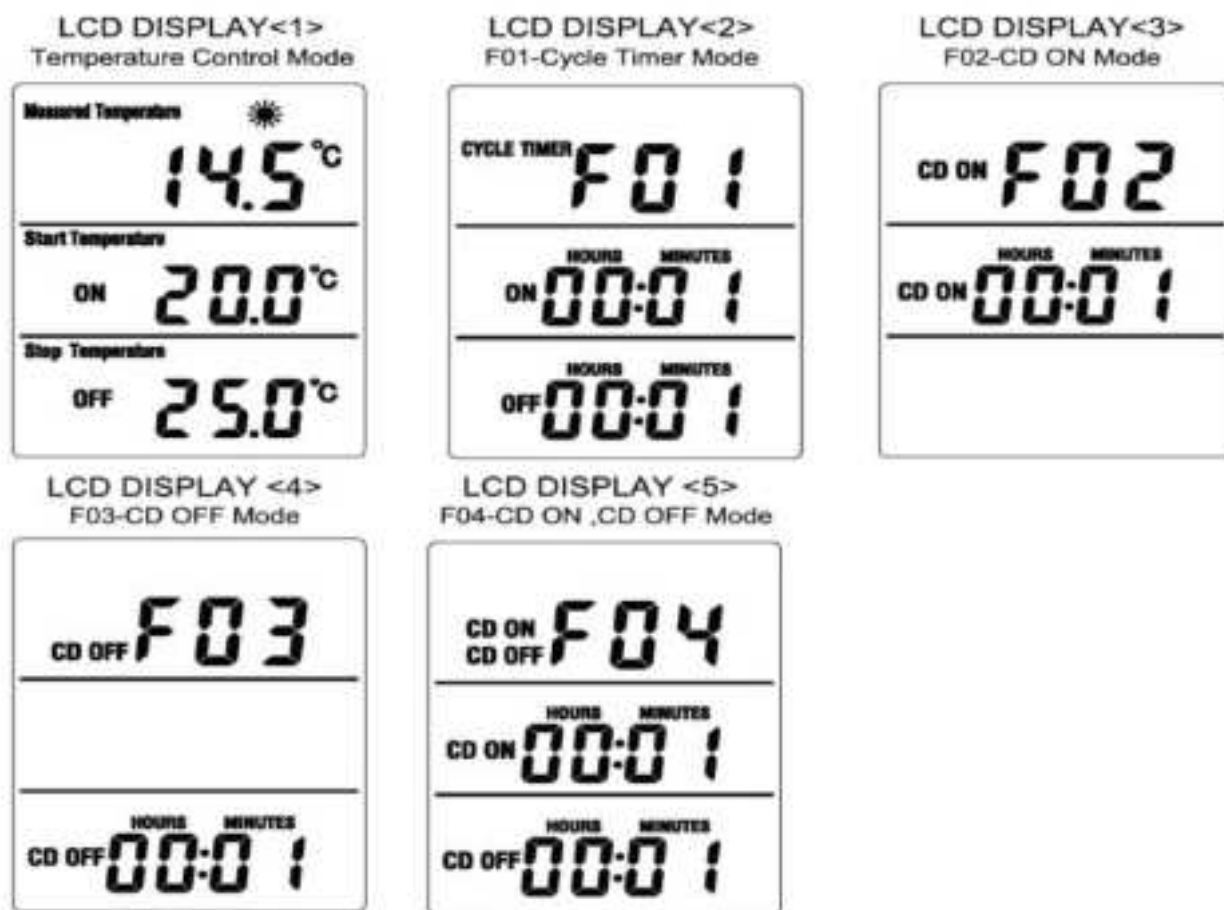 LCD DISPLAY<1>
Temperature Control Mode
Measured Temperature
14.5°C
Start Temperature
ON 20.0°C
Stop Temperature
OFF 25.0°C
LCD DISPLAY<2>
F01-Cycle Timer Mode
CYCLE TIMER F01
HOURS MINUTES
ON 00:01
HOURS MINUTES
OFF 00:01
LCD DISPLAY<3>
F02-CD ON Mode
CD ON F02
HOURS MINUTES
CD ON 00:01
LCD DISPLAY <4>
F03-CD OFF Mode
CD OFF F03
HOURS MINUTES
CD OFF 00:01
LCD DISPLAY <5>
F04-CD ON ,CD OFF Mode
CD ON
CD OFF F04
HOURS MINUTES
CD ON 00:01
HOURS MINUTES
CD OFF 00:01